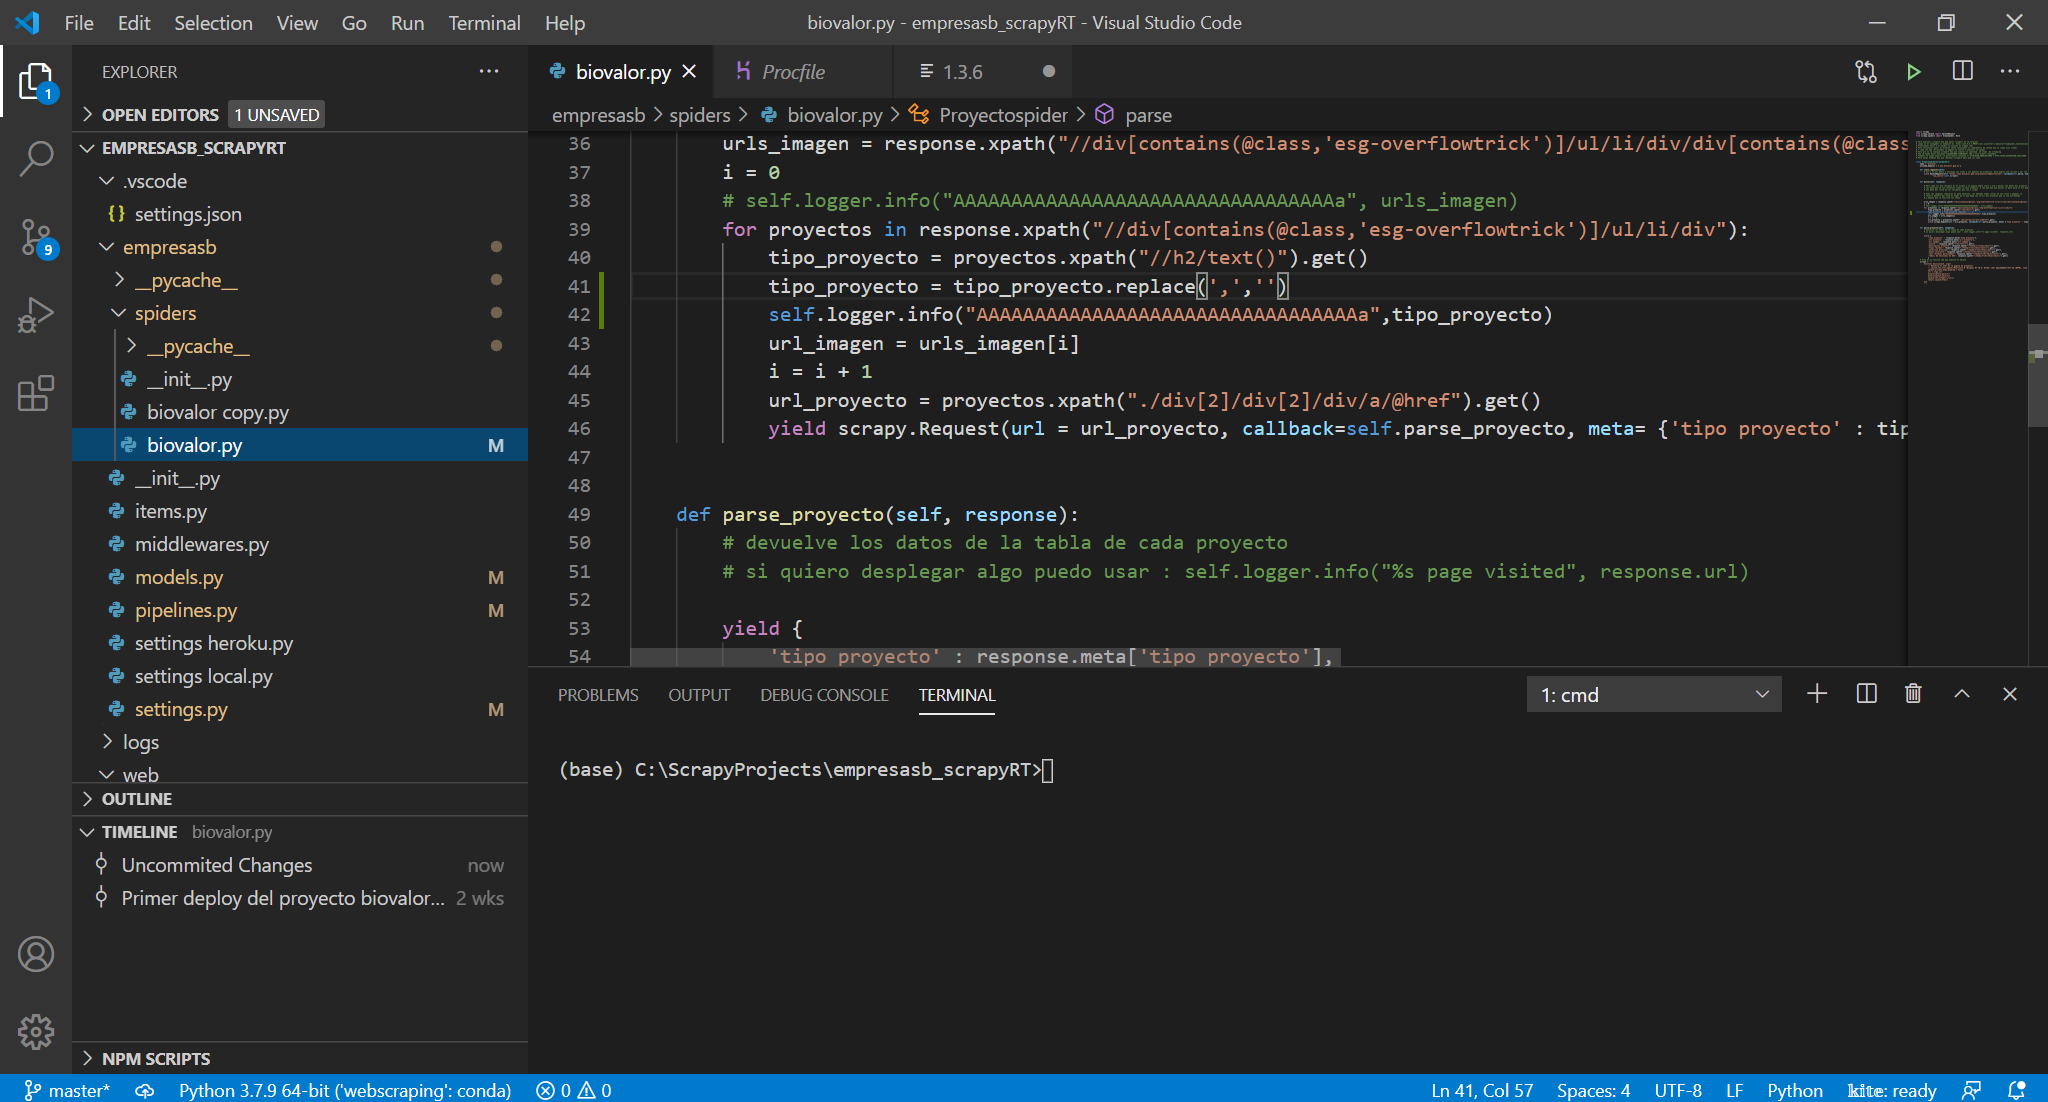 File Edit Selection View Go Run Terminal Help
biovalor.py - empresasb_scrapyRT - Visual Studio Code
EXPLORER
OPEN EDITORS 1 UNSAVED
EMPRESASB_SCRAPYRT
.vscode
{} settings.json
empresasb
__pycache__
spiders
__pycache__
__init__.py
biovalor copy.py
biovalor.py M
__init__.py
items.py
middlewares.py
models.py M
pipelines.py M
settings heroku.py
settings local.py
settings.py M
logs
web
OUTLINE
TIMELINE biovalor.py
Uncommited Changes now
Primer deploy del proyecto biovalor... 2 wks
NPM SCRIPTS
1
9
biovalor.py
Procfile
1.3.6
empresasb > spiders > biovalor.py > Proyectospider > parse
36 urls_imagen = response.xpath("//div[contains(@class,'esg-overflowtrick')]/ul/li/div/div[contains(@class
37 i = 0
38 # self.logger.info("AAAAAAAAAAAAAAAAAAAAAAAAAAAAAAAAAa", urls_imagen)
39 for proyectos in response.xpath("//div[contains(@class,'esg-overflowtrick')]/ul/li/div"):
40 tipo_proyecto = proyectos.xpath("//h2/text()").get()
41 tipo_proyecto = tipo_proyecto.replace(',','')
42 self.logger.info("AAAAAAAAAAAAAAAAAAAAAAAAAAAAAAAAAa",tipo_proyecto)
43 url_imagen = urls_imagen[i]
44 i = i + 1
45 url_proyecto = proyectos.xpath("./div[2]/div[2]/div/a/@href").get()
46 yield scrapy.Request(url = url_proyecto, callback=self.parse_proyecto, meta= {'tipo proyecto' : tip
47
48
49 def parse_proyecto(self, response):
50 # devuelve los datos de la tabla de cada proyecto
51 # si quiero desplegar algo puedo usar : self.logger.info("%s page visited", response.url)
52
53 yield {
54 'tipo proyecto' : response.meta['tipo proyecto'],
PROBLEMS OUTPUT DEBUG CONSOLE TERMINAL
1: cmd
(base) C:\ScrapyProjects\empresasb_scrapyRT>
master* Python 3.7.9 64-bit ('webscraping': conda) 0 0
Ln 41, Col 57 Spaces: 4 UTF-8 LF Python kite: ready